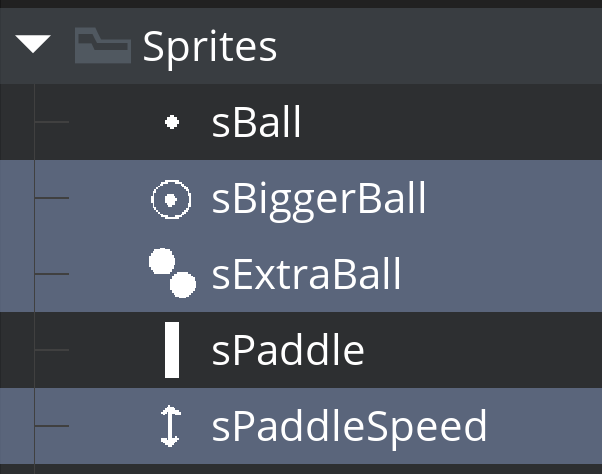 Sprites
sBall
sBiggerBall
sExtraBall
sPaddle
sPaddleSpeed